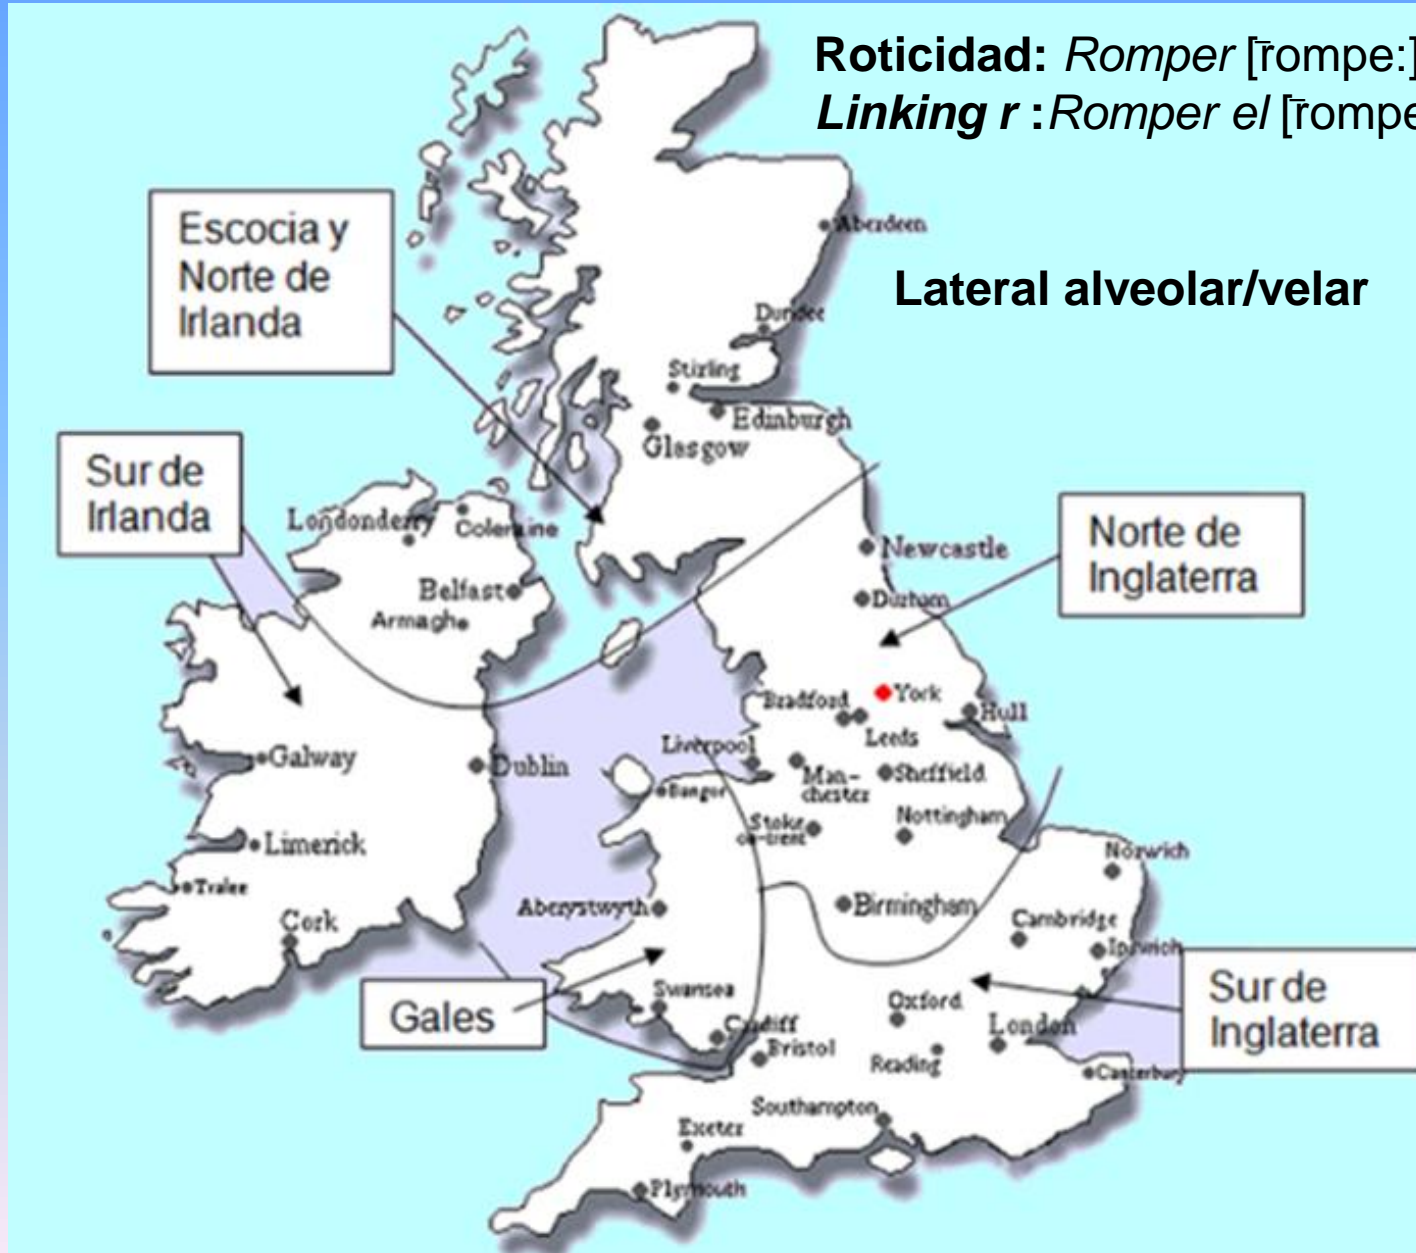 Roticidad: Romper [r̄ompe:]
Linking r : Romper el [r̄ompe
Escocia y
Norte de
Irlanda
Aberdeen
Lateral alveolar/velar
Dundee
Stirling
Edinburgh
Glasgow
Sur de
Irlanda
Londonderry
Coleraine
Norte de
Inglaterra
Newcastle
Belfast
Durham
Armagh
York
Bradford
Hull
Leeds
Liverpool
Galway
Dublin
Man-
chester
Sheffield
Bangor
Stoke
on-trent
Nottingham
Limerick
Norwich
Tralee
Aberystwyth
Birmingham
Cambridge
Cork
Ipswich
Swansea
Oxford
Sur de
Inglaterra
Gales
Cardiff
London
Bristol
Reading
Canterbury
Southampton
Exeter
Plymouth